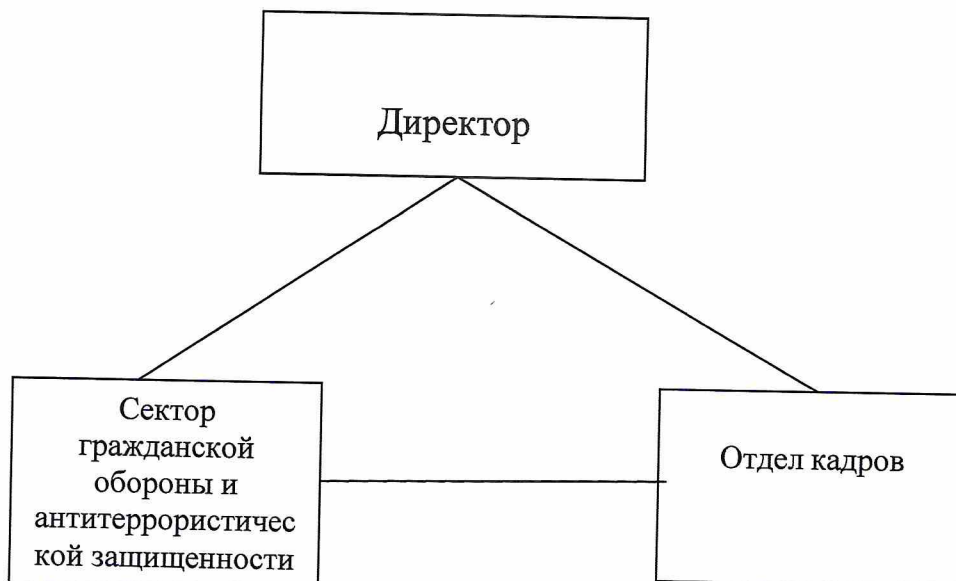 Директор
Сектор
гражданской
обороны и
антитеррористичес
кой защищенности
Отдел кадров